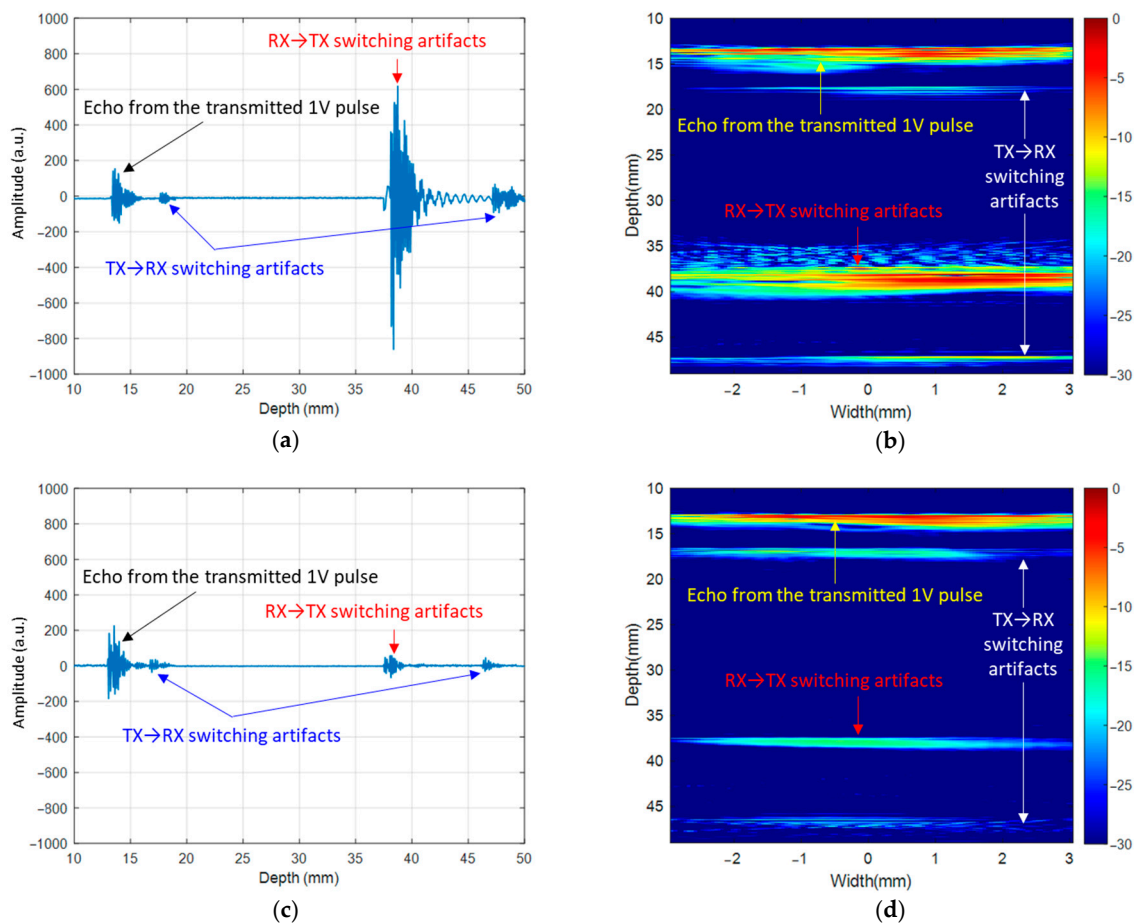 1000
800
600
400
200
0
−200
−400
−600
−800
−1000
Amplitude (a.u.)
RX→TX switching artifacts
Echo from the transmitted 1V pulse
TX→RX switching artifacts
10 15 20 25 30 35 40 45 50
Depth (mm)
(a)
10
15
20
25
30
35
40
45
Depth(mm)
Echo from the transmitted 1V pulse
TX→RX
switching
artifacts
RX→TX switching artifacts
−2 −1 0 1 2 3
Width(mm)
0
−5
−10
−15
−20
−25
−30
(b)
1000
800
600
400
200
0
−200
−400
−600
−800
−1000
Amplitude (a.u.)
Echo from the transmitted 1V pulse
RX→TX switching artifacts
TX→RX switching artifacts
10 15 20 25 30 35 40 45 50
Depth (mm)
(c)
10
15
20
25
30
35
40
45
Depth(mm)
Echo from the transmitted 1V pulse
TX→RX
switching
artifacts
RX→TX switching artifacts
−2 −1 0 1 2 3
Width(mm)
0
−5
−10
−15
−20
−25
−30
(d)